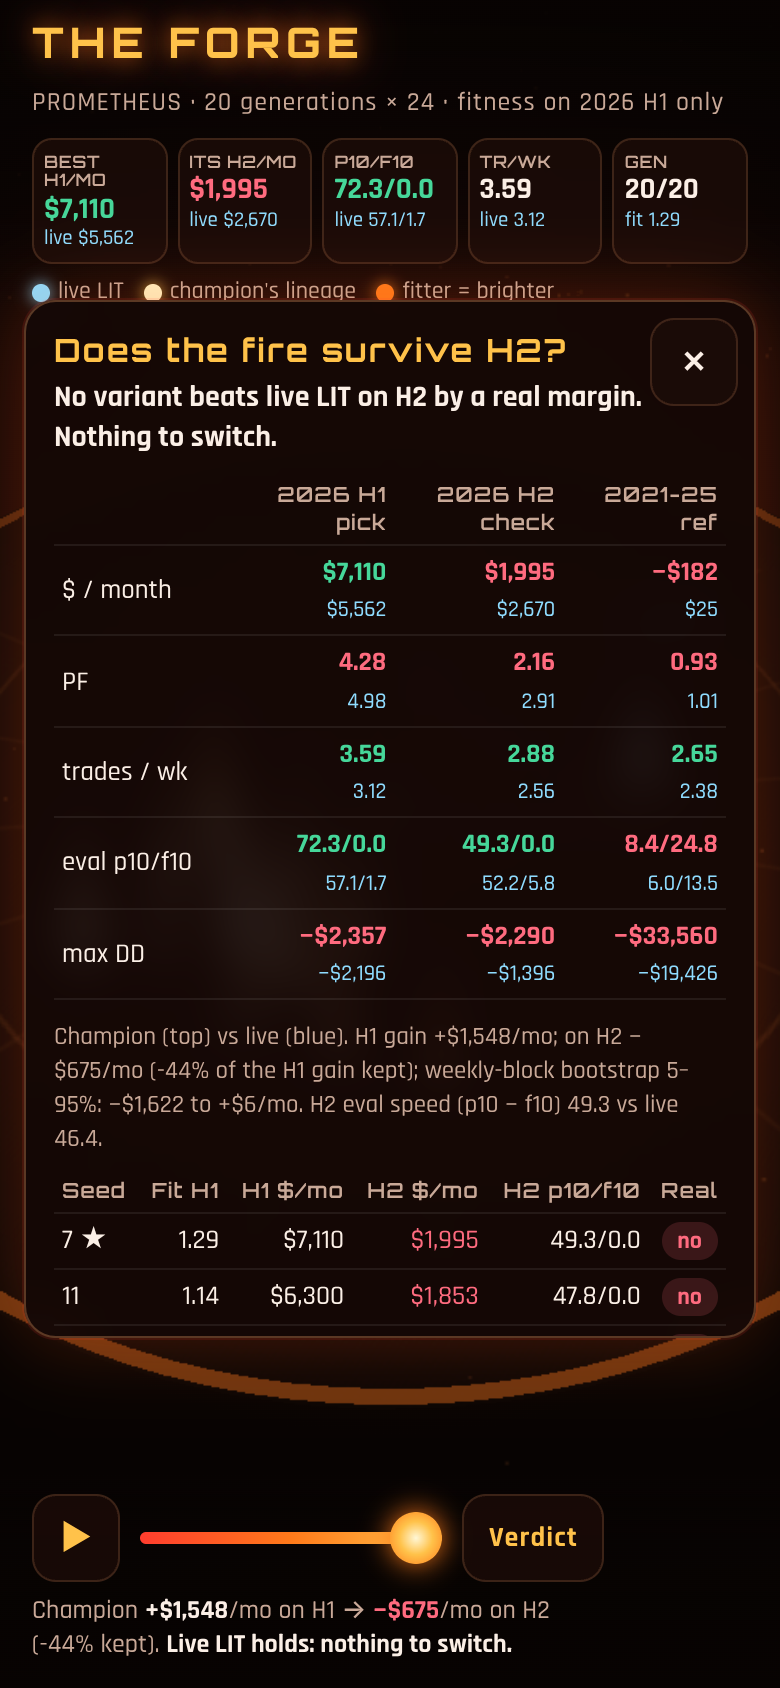 THE FORGE
PROMETHEUS · 20 generations × 24 · fitness on 2026 H1 only
BEST H1/MO
$7,110
live $5,562
ITS H2/MO
$1,995
live $2,670
P10/F10
72.3/0.0
live 57.1/1.7
TR/WK
3.59
live 3.12
GEN
20/20
fit 1.29
live LIT champion's lineage fitter = brighter
Does the fire survive H2?
×
No variant beats live LIT on H2 by a real margin.
Nothing to switch.
2026 H1 pick 2026 H2 check 2021-25 ref
$ / month $7,110 $1,995 −$182
$5,562 $2,670 $25
PF 4.28 2.16 0.93
4.98 2.91 1.01
trades / wk 3.59 2.88 2.65
3.12 2.56 2.38
eval p10/f10 72.3/0.0 49.3/0.0 8.4/24.8
57.1/1.7 52.2/5.8 6.0/13.5
max DD −$2,357 −$2,290 −$33,560
−$2,196 −$1,396 −$19,426
Champion (top) vs live (blue). H1 gain +$1,548/mo; on H2 −
$675/mo (-44% of the H1 gain kept); weekly-block bootstrap 5–
95%: −$1,622 to +$6/mo. H2 eval speed (p10 − f10) 49.3 vs live
46.4.
Seed Fit H1 H1 $/mo H2 $/mo H2 p10/f10 Real
7 ★ 1.29 $7,110 $1,995 49.3/0.0 no
11 1.14 $6,300 $1,853 47.8/0.0 no
Verdict
Champion +$1,548/mo on H1 → −$675/mo on H2
(-44% kept). Live LIT holds: nothing to switch.